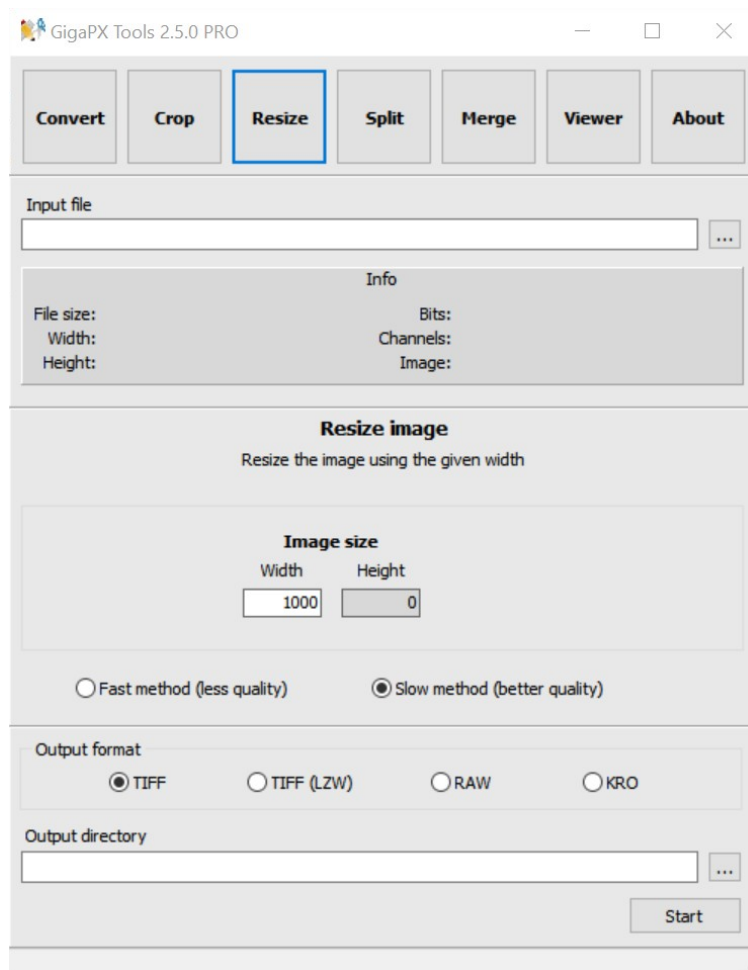 GigaPX Tools 2.5.0 PRO
Convert Crop Resize Split Merge Viewer About
Input file
...
Info
File size: Bits:
Width: Channels:
Height: Image:
Resize image
Resize the image using the given width
Image size
Width Height
1000 0
Fast method (less quality) Slow method (better quality)
Output format
TIFF TIFF (LZW) RAW KRO
Output directory
...
Start